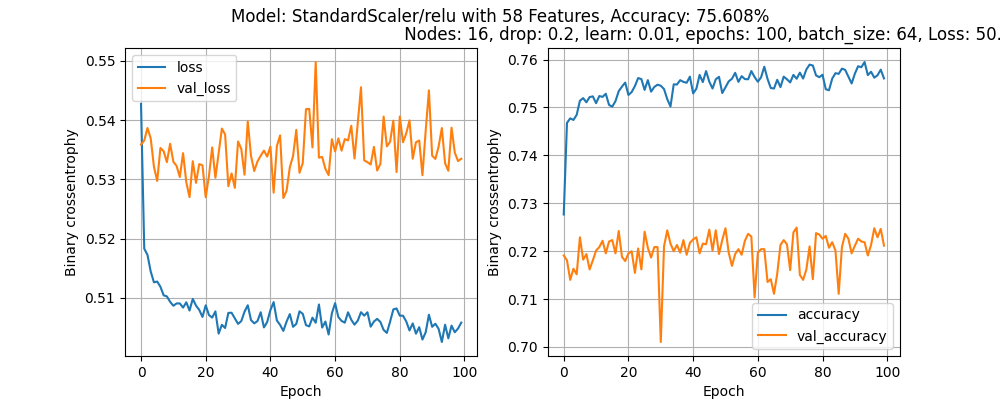 Model: StandardScaler/relu with 58 Features, Accuracy: 75.608%
Nodes: 16, drop: 0.2, learn: 0.01, epochs: 100, batch_size: 64, Loss: 50.
loss
val_loss
0.55
0.54
0.53
0.52
0.51
Binary crossentrophy
0 20 40 60 80 100
Epoch
0.76
0.75
0.74
0.73
0.72
0.71
0.70
Binary crossentrophy
accuracy
val_accuracy
0 20 40 60 80 100
Epoch